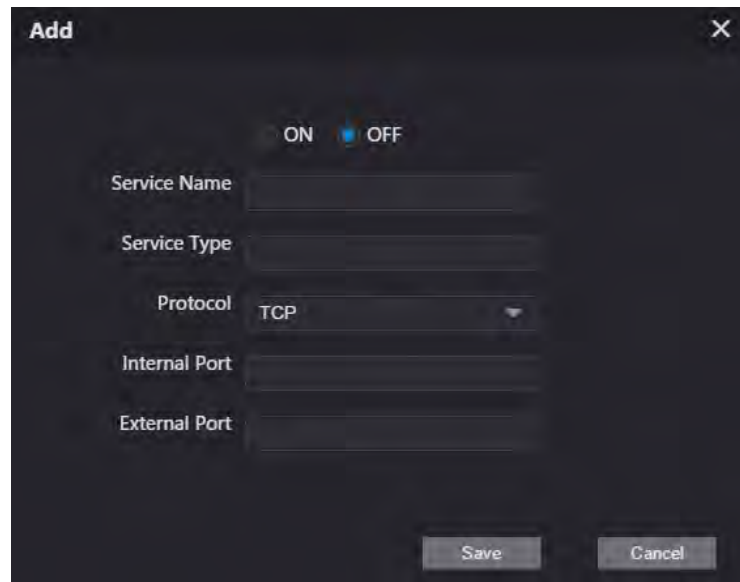 Add
ON OFF
Service Name
Service Type
Protocol TCP
Internal Port
External Port
Save Cancel